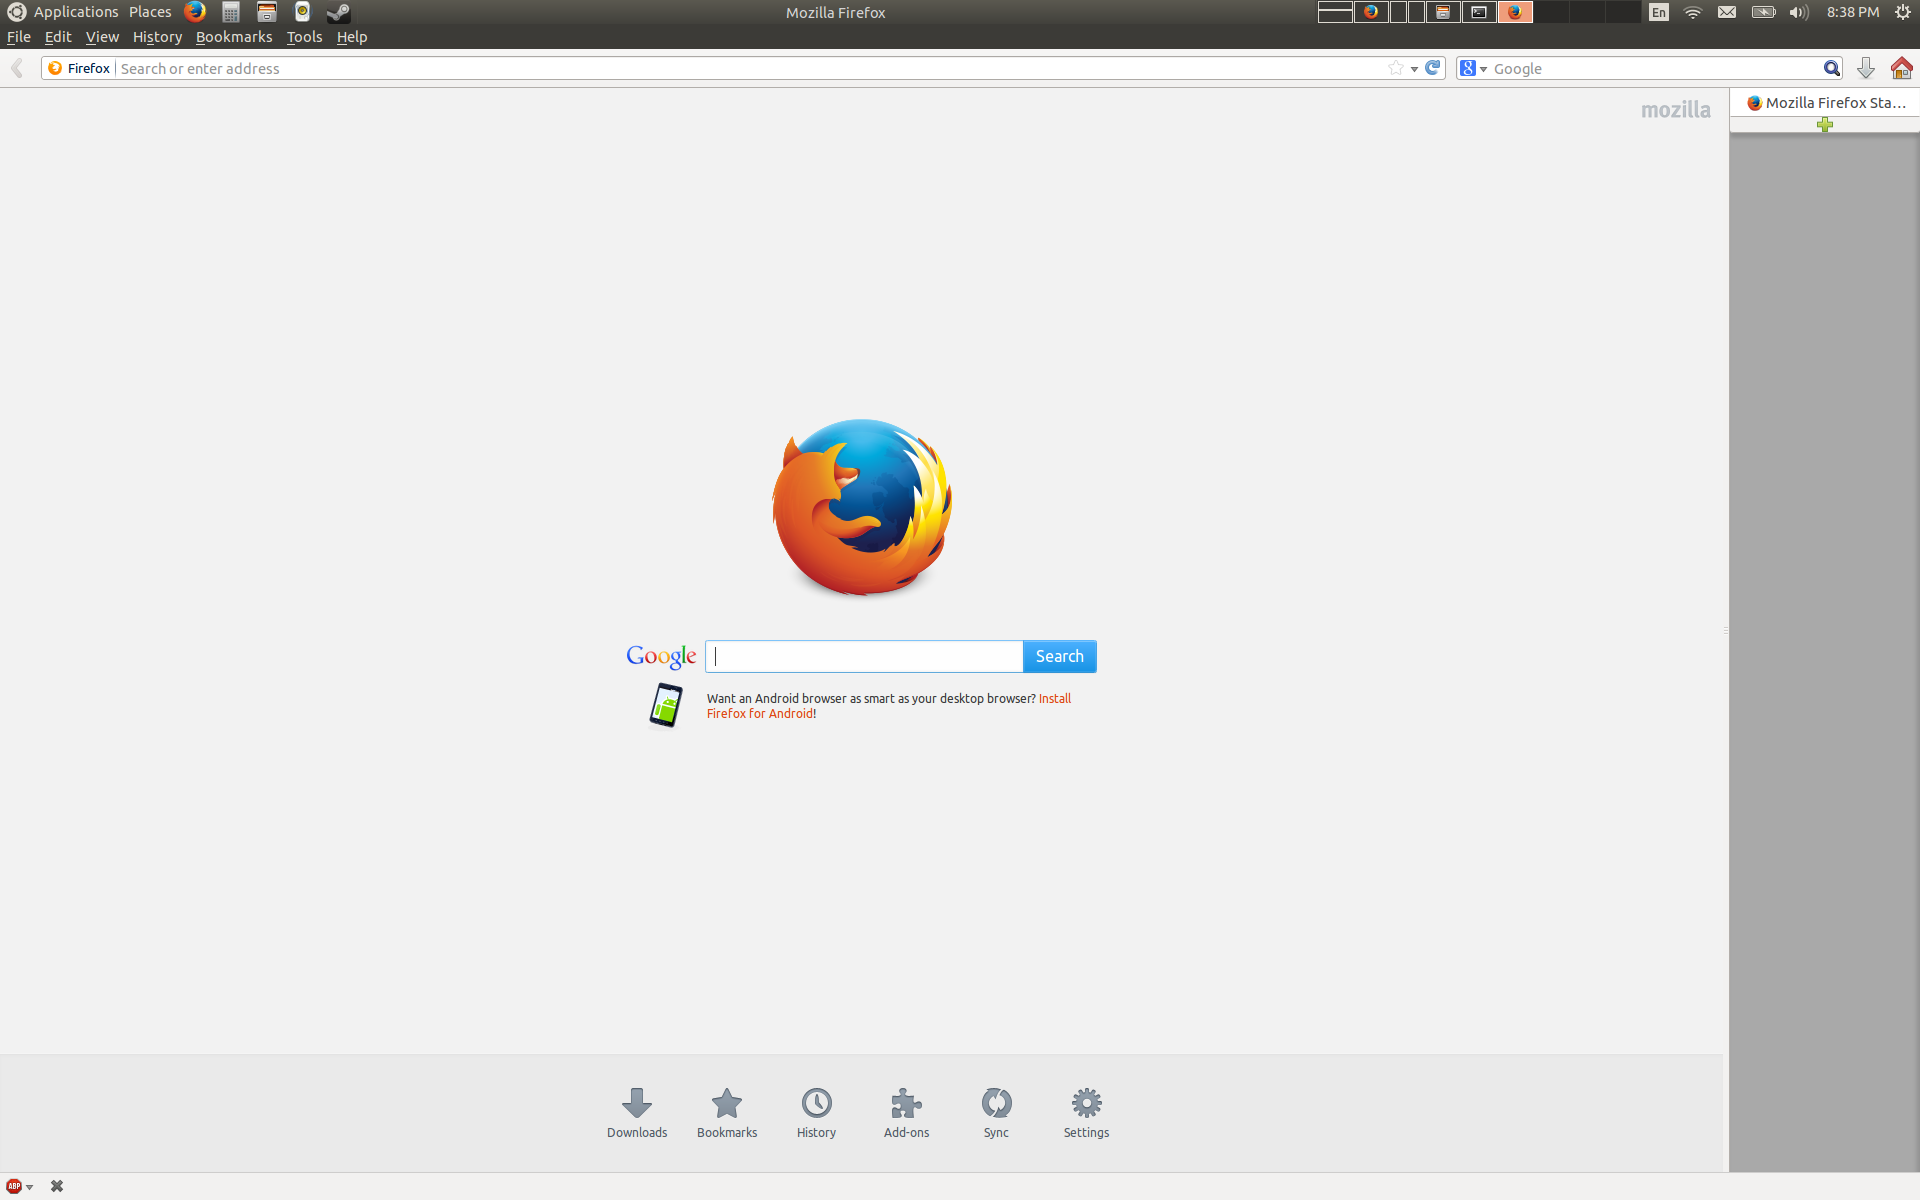 Applications Places Mozilla Firefox En 8:38 PM
File Edit View History Bookmarks Tools Help
Firefox Search or enter address 8 Google
mozilla
Mozilla Firefox Sta...
Google Search
Want an Android browser as smart as your desktop browser? Install
Firefox for Android!
Downloads Bookmarks History Add-ons Sync Settings
ABP